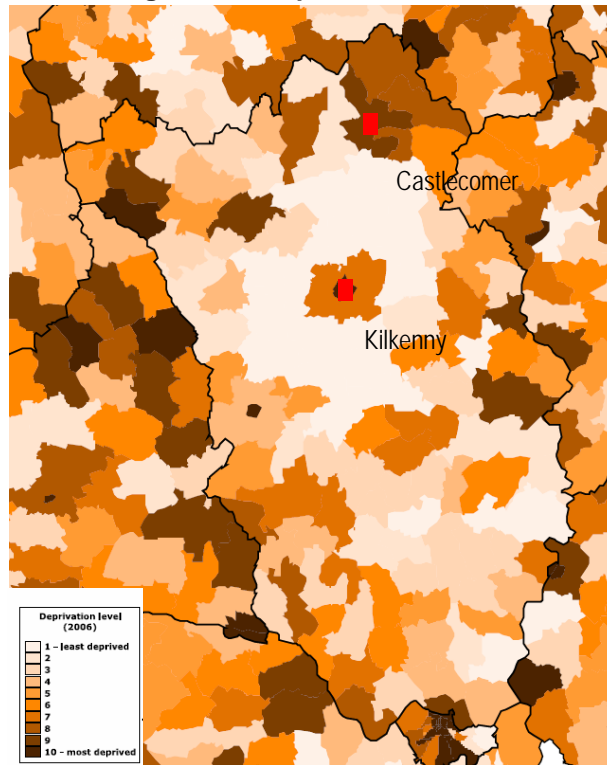 Castlecomer
Kilkenny
Deprivation level
(2006)
1 – least deprived
2
3
4
5
6
7
8
9
10 – most deprived